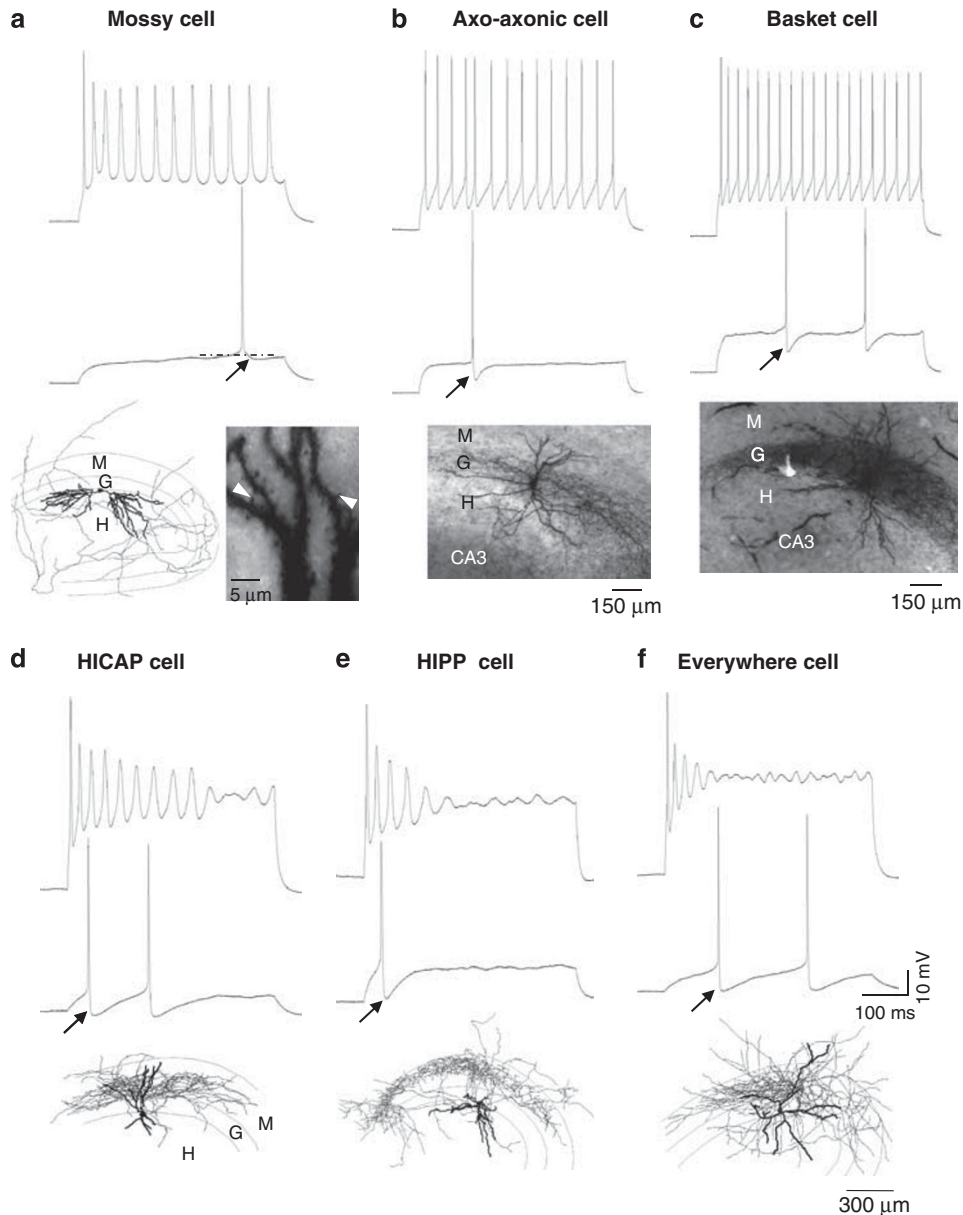 a Mossy cell
b Axo-axonic cell
c Basket cell
M
G
H
5 μm
M
G
H
CA3
150 μm
M
G
H
CA3
150 μm
d HICAP cell
e HIPP cell
f Everywhere cell
10 mV
100 ms
M
G
H
300 μm